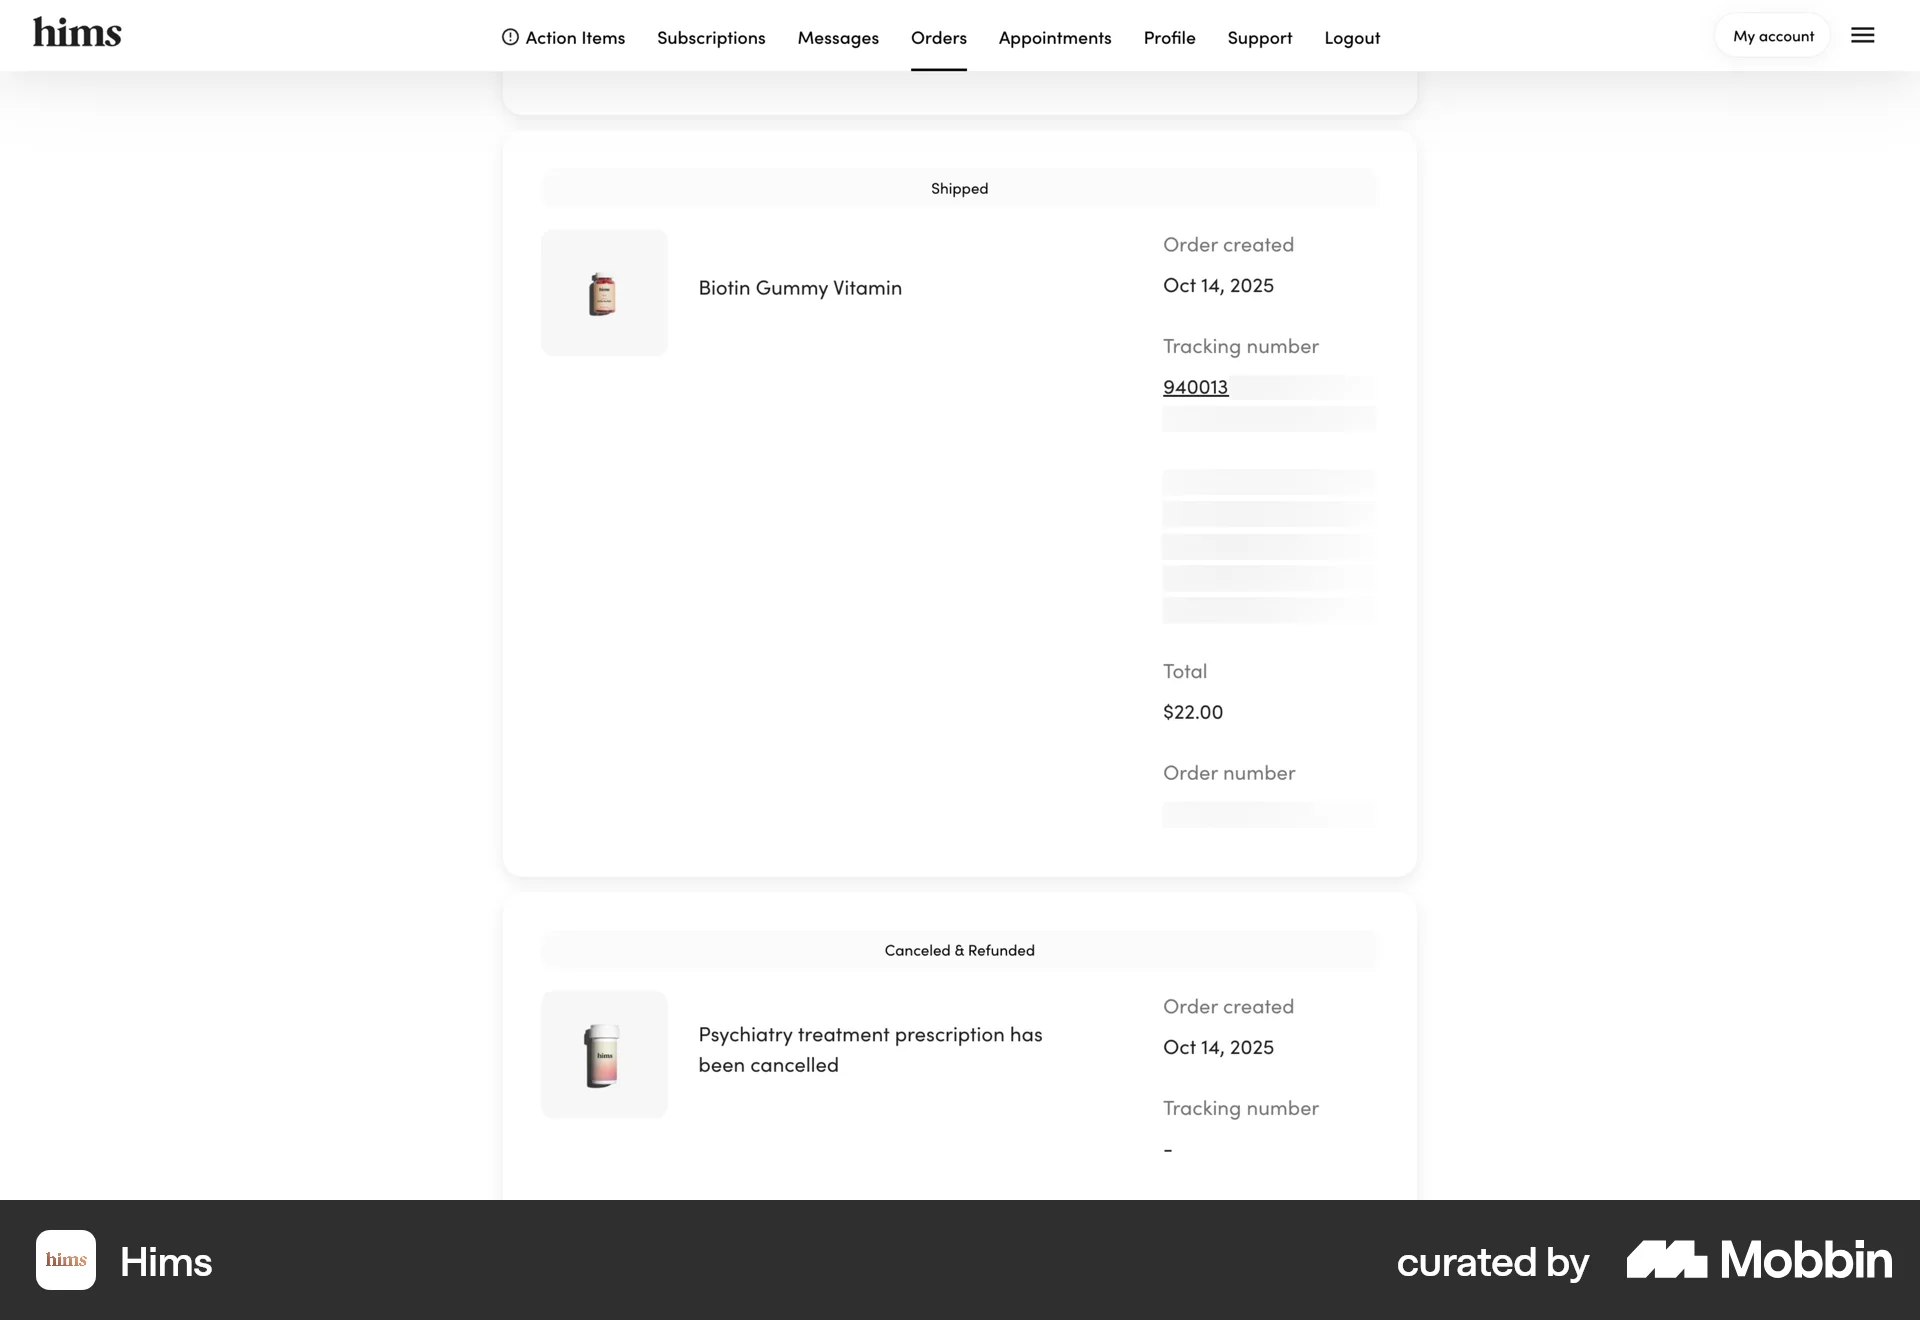 hims
Action Items Subscriptions Messages Orders Appointments Profile Support Logout
My account
Shipped
hims
Biotin Gummy Vitamin
Order created
Oct 14, 2025
Tracking number
940013
Total
$22.00
Order number
Canceled & Refunded
hims
Psychiatry treatment prescription has
been cancelled
Order created
Oct 14, 2025
Tracking number
-
hims
Hims
curated by
Mobbin